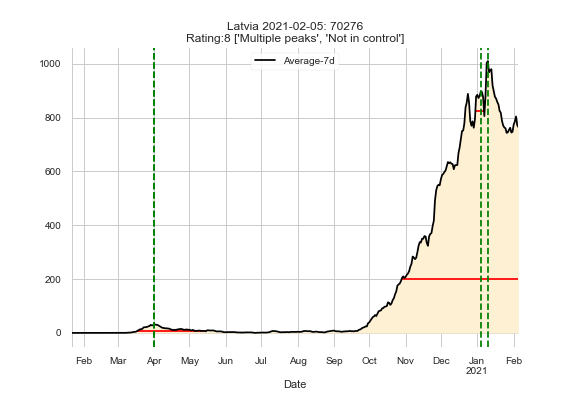 Latvia 2021-02-05: 70276
Rating:8 ['Multiple peaks', 'Not in control']
Average-7d
1000
800
600
400
200
0
Feb Mar Apr May Jun Jul Aug Sep Oct Nov Dec Jan Feb
2021
Date